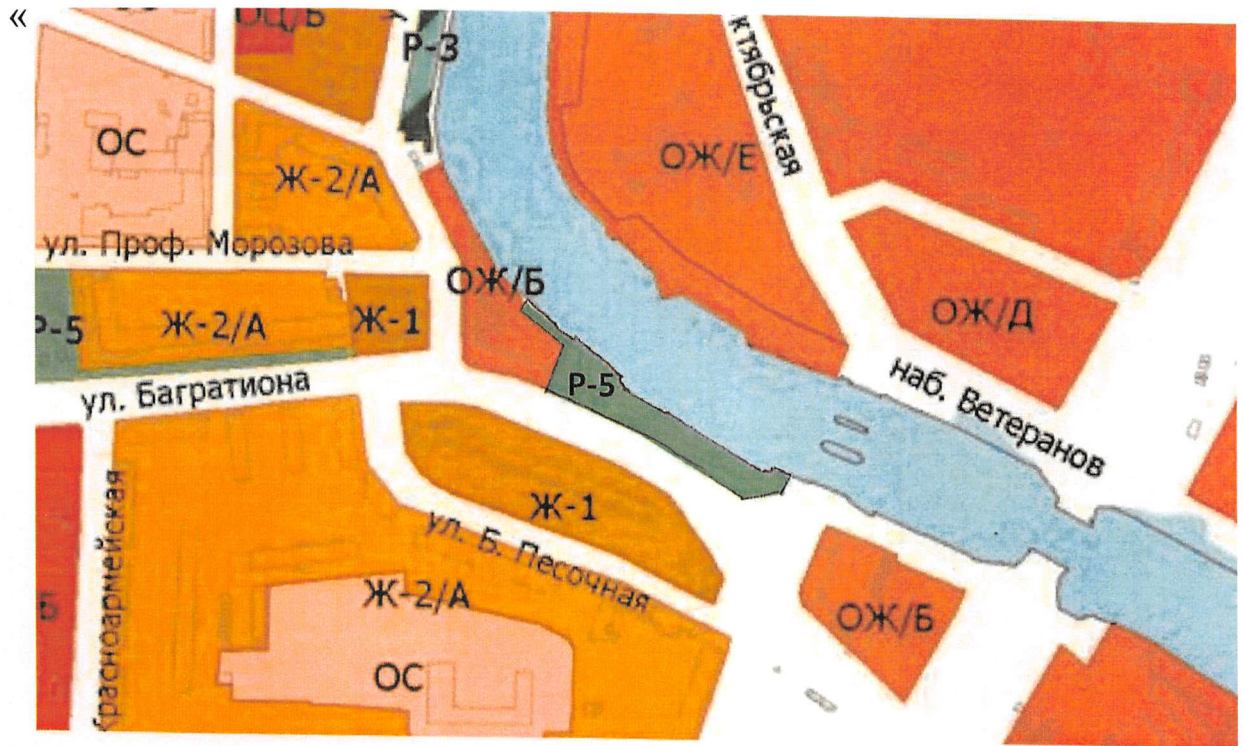 «
ОЦ/Б
Р-3
ктябрьская
ОС
ОЖ/Е
Ж-2/А
ул. Проф. Морозова
ОЖ/Б
Р-5
Ж-2/А
Ж-1
ОЖ/Д
ул. Багратиона
Р-5
наб. Ветеранов
Ж-1
ул. Б. Песочная
Красноармейская
Ж-2/А
Б
ОЖ/Б
ОС